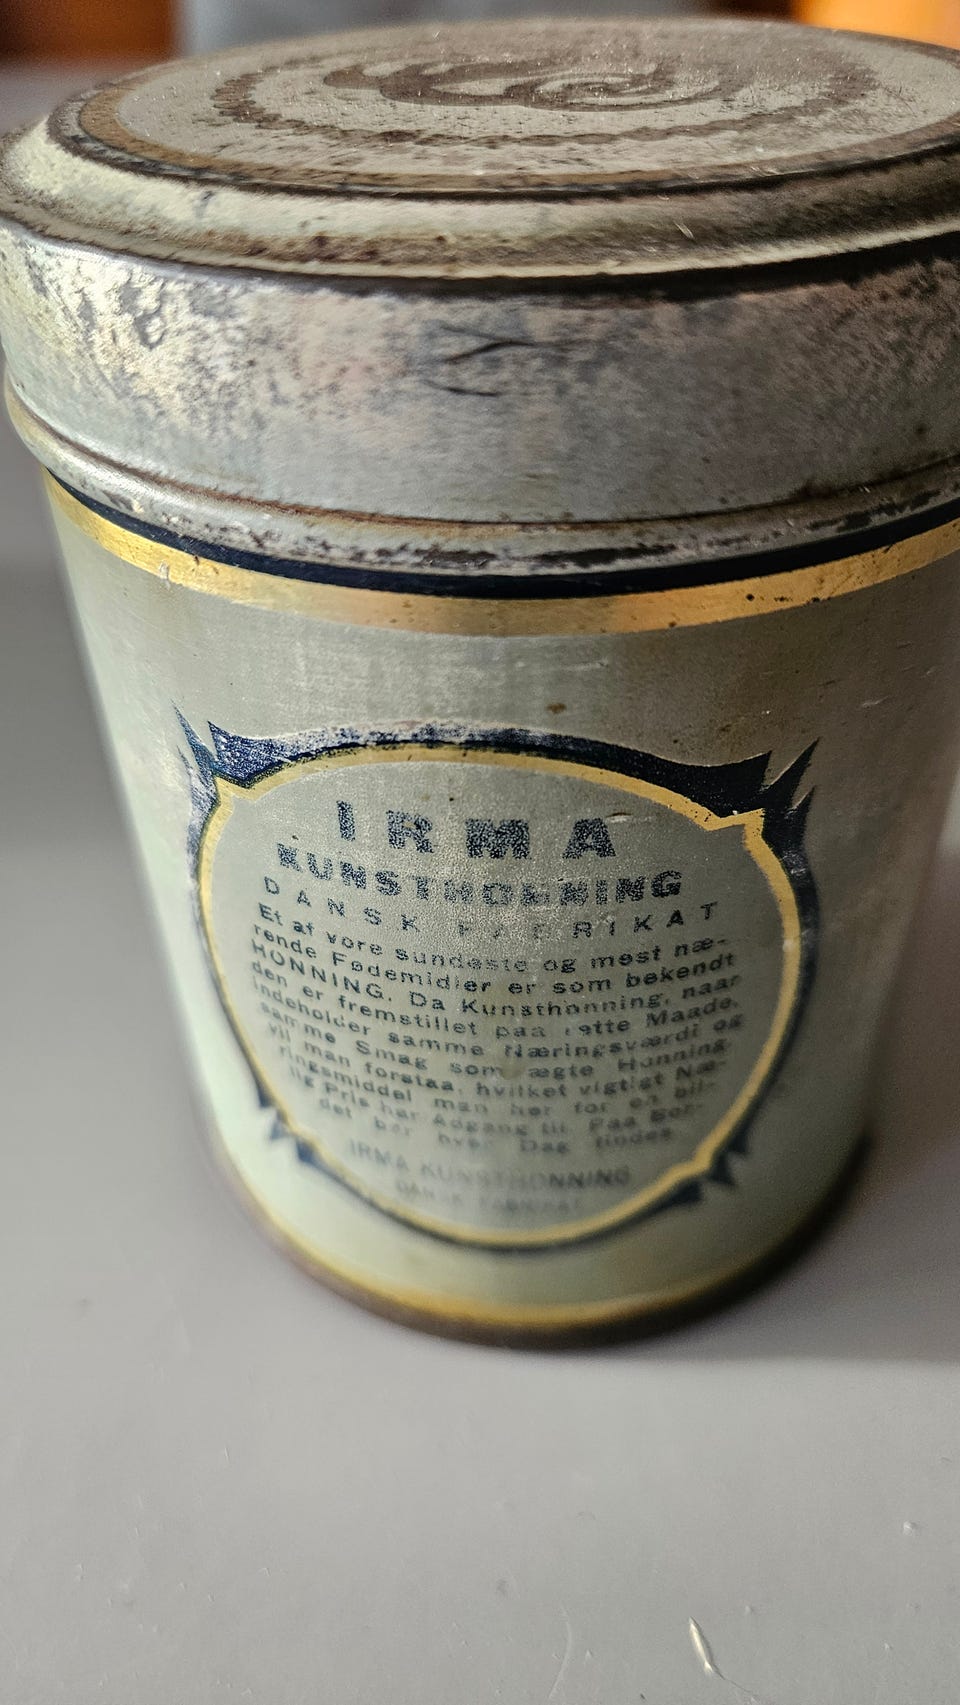 IRMA
KUNSTHONNING
DANSK FABRIKAT
Et af vore sundeste og mest næ-
rende Fødemidler er som bekendt
HONNING. Da Kunsthonning, naar
den er fremstillet paa rette Maade,
indeholder samme Næringsværdi og
samme Smag som ægte Honning,
vil man forstaa, hvilket vigtigt Næ-
ringsmiddel man her for en bil-
lig Pris har Adgang til. Paa Bor-
det bør hver Dag findes
IRMA KUNSTHONNING
DANSK FABRIKAT